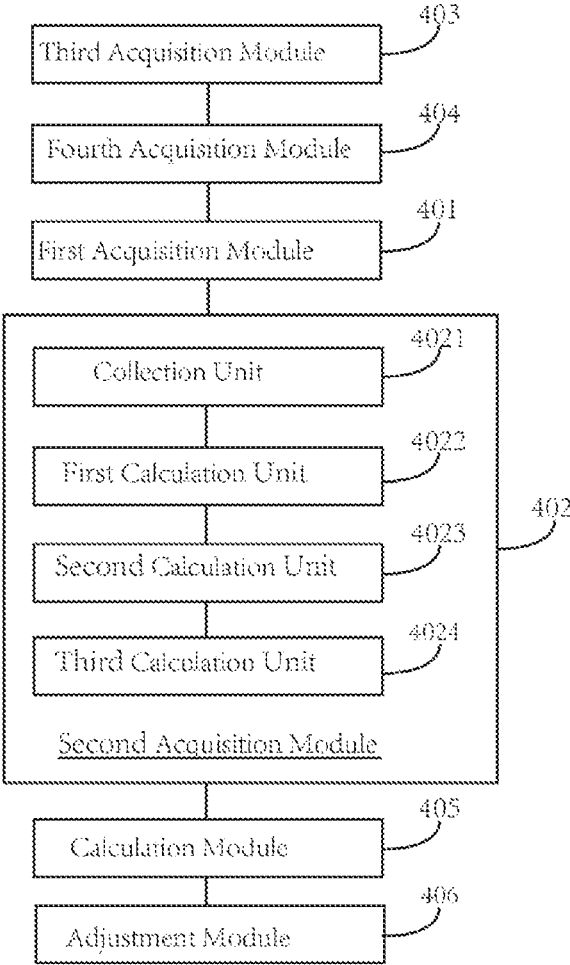 403
Third Acquisition Module
404
Fourth Acquisition Module
401
First Acquisition Module
4021
Collection Unit
4022
First Calculation Unit
402
4023
Second Calculation Unit
4024
Third Calculation Unit
Second Acquisition Module
405
Calculation Module
406
Adjustment Module